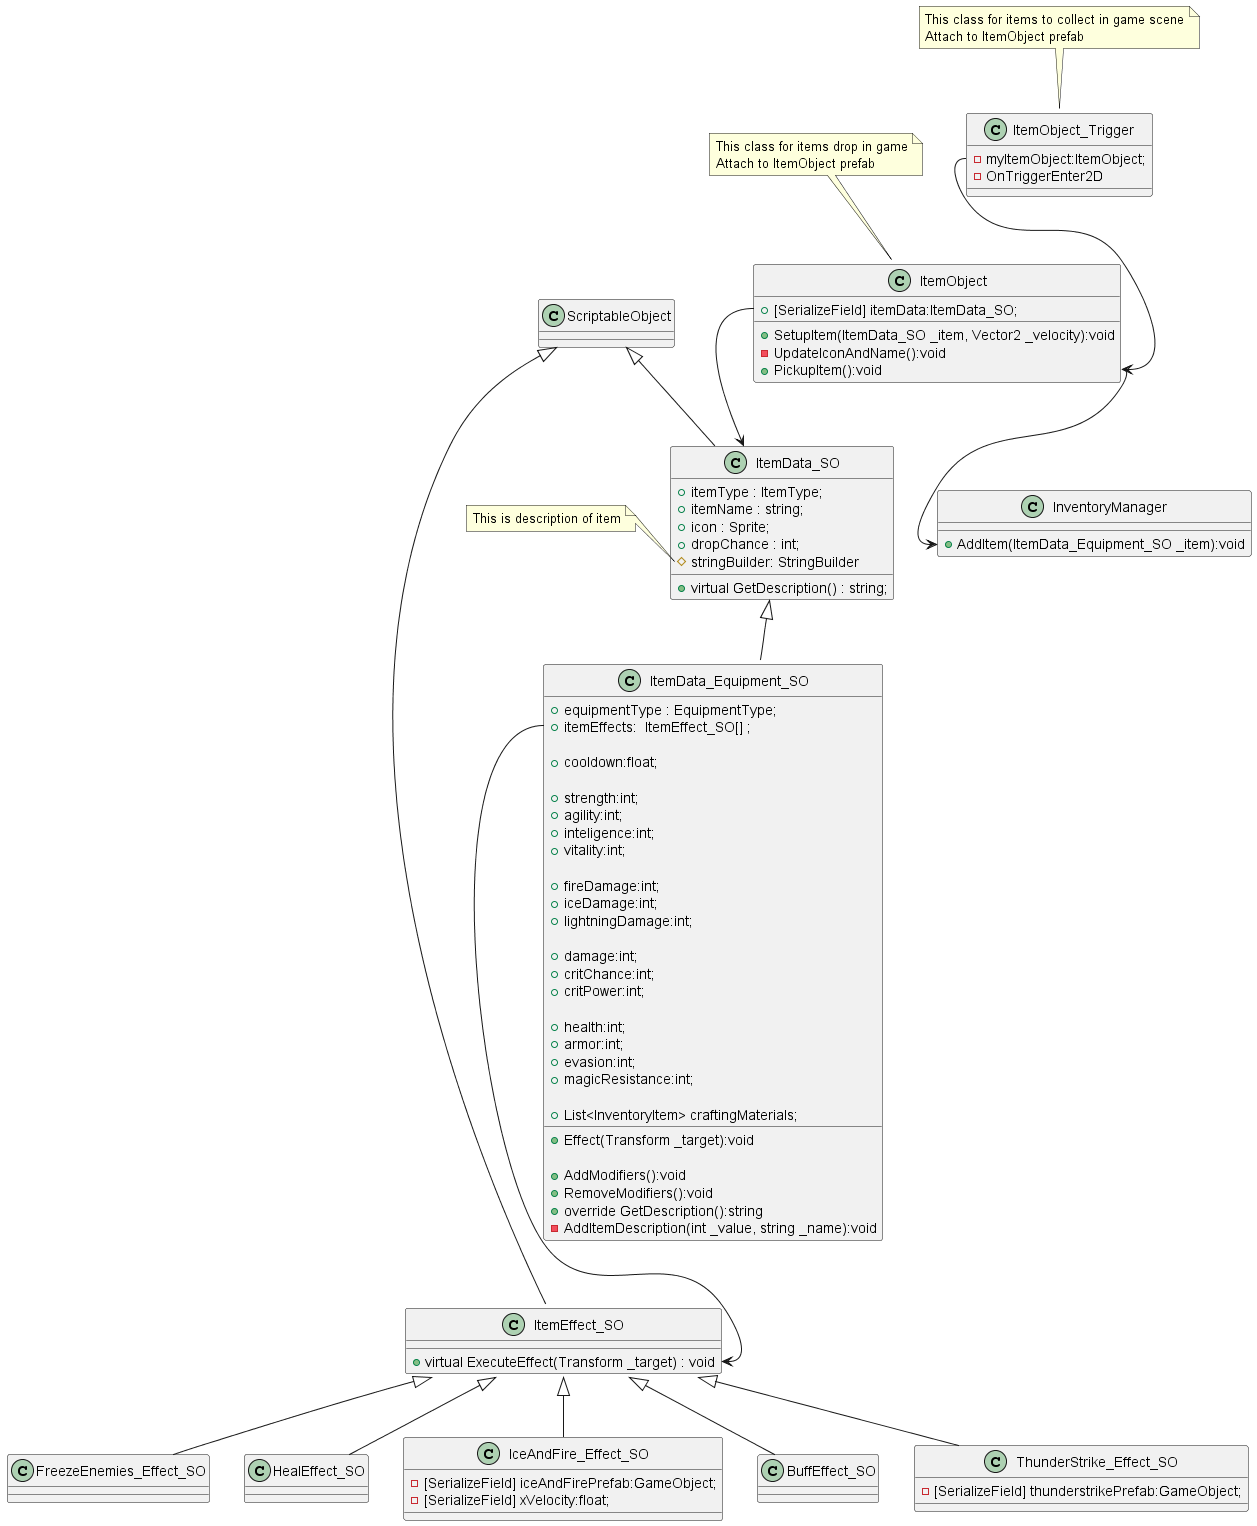 This class for items to collect in game scene
Attach to ItemObject prefab
C ItemObject_Trigger
myItemObject:ItemObject;
OnTriggerEnter2D
This class for items drop in game
Attach to ItemObject prefab
C ItemObject
[SerializeField] itemData:ItemData_SO;
SetupItem(ItemData_SO _item, Vector2 _velocity):void
UpdateIconAndName():void
PickupItem():void
C ScriptableObject
C ItemData_SO
itemType : ItemType;
itemName : string;
icon : Sprite;
dropChance : int;
stringBuilder: StringBuilder
virtual GetDescription() : string;
This is description of item
C InventoryManager
AddItem(ItemData_Equipment_SO _item):void
C ItemData_Equipment_SO
equipmentType : EquipmentType;
itemEffects:  ItemEffect_SO[] ;
cooldown:float;
strength:int;
agility:int;
inteligence:int;
vitality:int;
fireDamage:int;
iceDamage:int;
lightningDamage:int;
damage:int;
critChance:int;
critPower:int;
health:int;
armor:int;
evasion:int;
magicResistance:int;
List<InventoryItem> craftingMaterials;
Effect(Transform _target):void
AddModifiers():void
RemoveModifiers():void
override GetDescription():string
AddItemDescription(int _value, string _name):void
C ItemEffect_SO
virtual ExecuteEffect(Transform _target) : void
C FreezeEnemies_Effect_SO
C HealEffect_SO
C IceAndFire_Effect_SO
[SerializeField] iceAndFirePrefab:GameObject;
[SerializeField] xVelocity:float;
C BuffEffect_SO
C ThunderStrike_Effect_SO
[SerializeField] thunderstrikePrefab:GameObject;